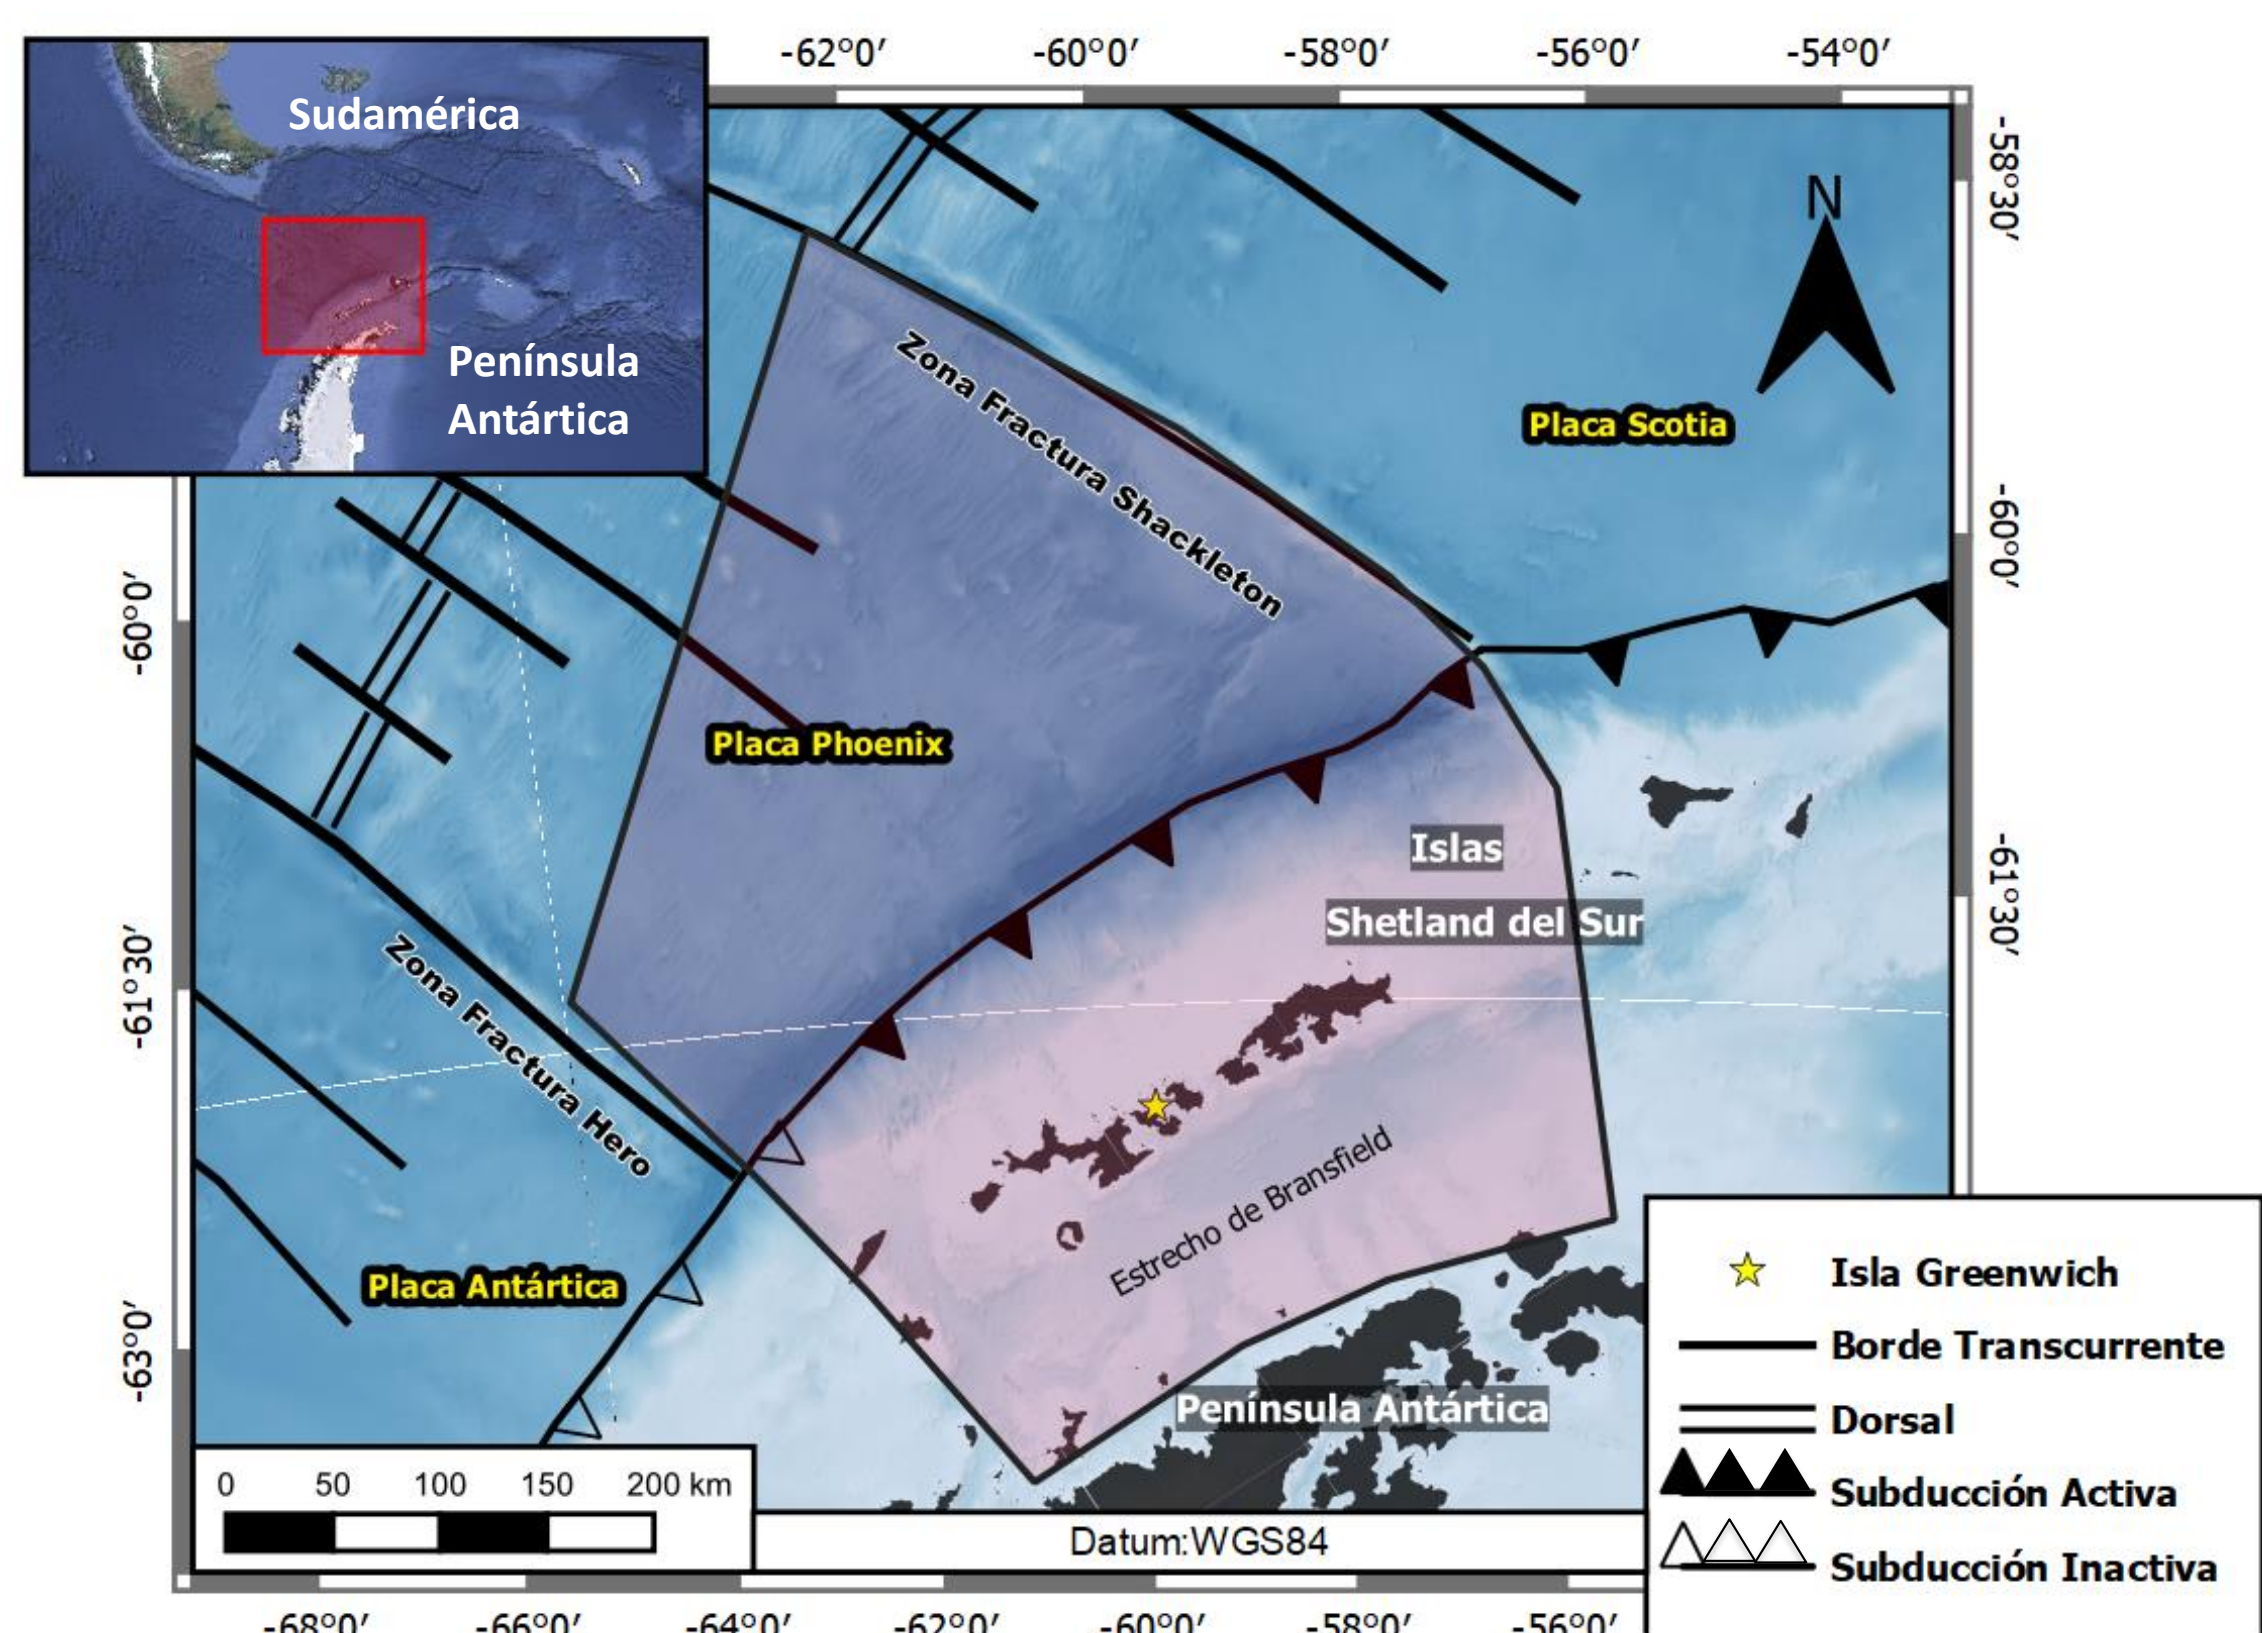 Sudamérica
Península
Antártica
-62°0′
-60°0′
-58°0′
-56°0′
-54°0′
-58°30′
-60°0′
-61°30′
N
Placa Scotia
Zona Fractura Shackleton
-60°0′
-61°30′
-63°0′
Placa Phoenix
Islas
Shetland del Sur
Zona Fractura Hero
Estrecho de Bransfield
Placa Antártica
Península Antártica
0 50 100 150 200 km
Datum:WGS84
Isla Greenwich
Borde Transcurrente
Dorsal
Subducción Activa
Subducción Inactiva
-68°0′
-66°0′
-64°0′
-62°0′
-60°0′
-58°0′
-56°0′